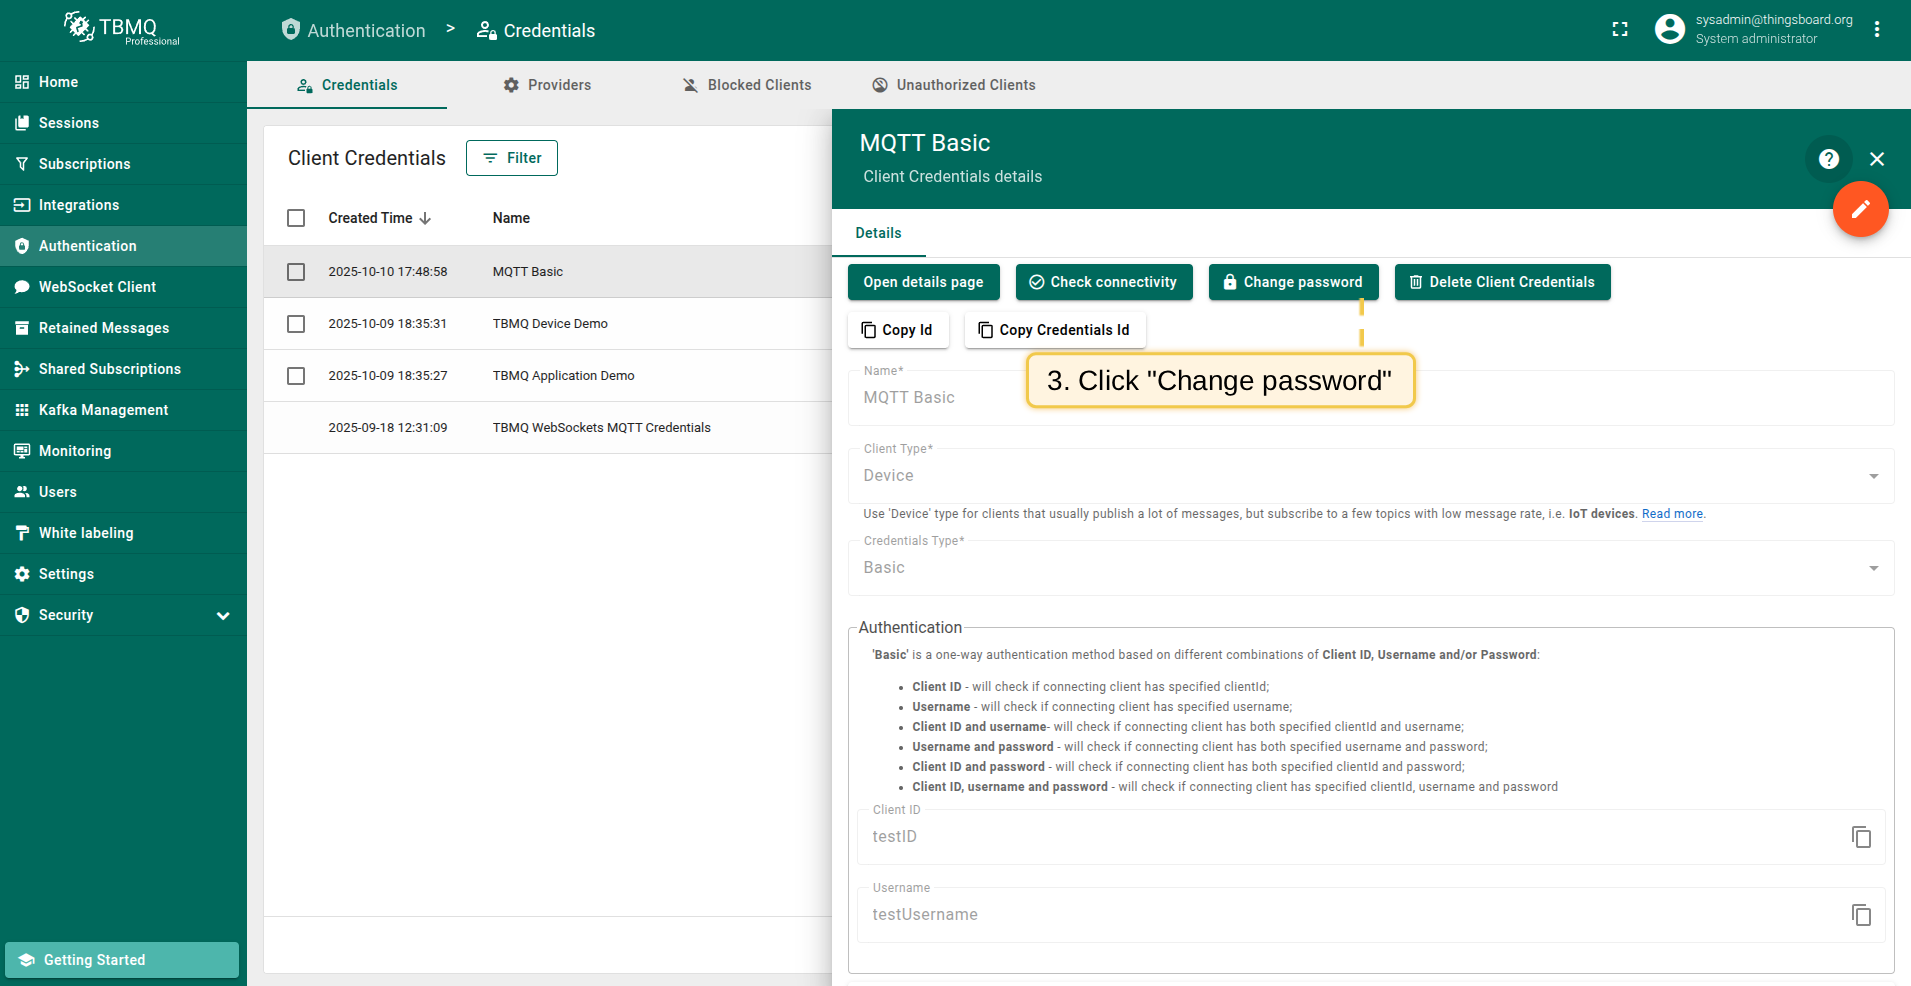 TBMQ
Professional
Authentication > Credentials
sysadmin@thingsboard.org
System administrator
Home
Sessions
Subscriptions
Integrations
Authentication
WebSocket Client
Retained Messages
Shared Subscriptions
Kafka Management
Monitoring
Users
White labeling
Settings
Security
Getting Started
Credentials Providers Blocked Clients Unauthorized Clients
Client Credentials Filter
Created Time Name
2025-10-10 17:48:58 MQTT Basic
2025-10-09 18:35:31 TBMQ Device Demo
2025-10-09 18:35:27 TBMQ Application Demo
2025-09-18 12:31:09 TBMQ WebSockets MQTT Credentials
MQTT Basic
Client Credentials details
Details
Open details page Check connectivity Change password Delete Client Credentials
Copy Id Copy Credentials Id
3. Click "Change password"
Name*
MQTT Basic
Client Type*
Device
Use 'Device' type for clients that usually publish a lot of messages, but subscribe to a few topics with low message rate, i.e. IoT devices. Read more.
Credentials Type*
Basic
Authentication
'Basic' is a one-way authentication method based on different combinations of Client ID, Username and/or Password:
• Client ID - will check if connecting client has specified clientId;
• Username - will check if connecting client has specified username;
• Client ID and username- will check if connecting client has both specified clientId and username;
• Username and password - will check if connecting client has both specified username and password;
• Client ID and password - will check if connecting client has both specified clientId and password;
• Client ID, username and password - will check if connecting client has specified clientId, username and password
Client ID
testID
Username
testUsername